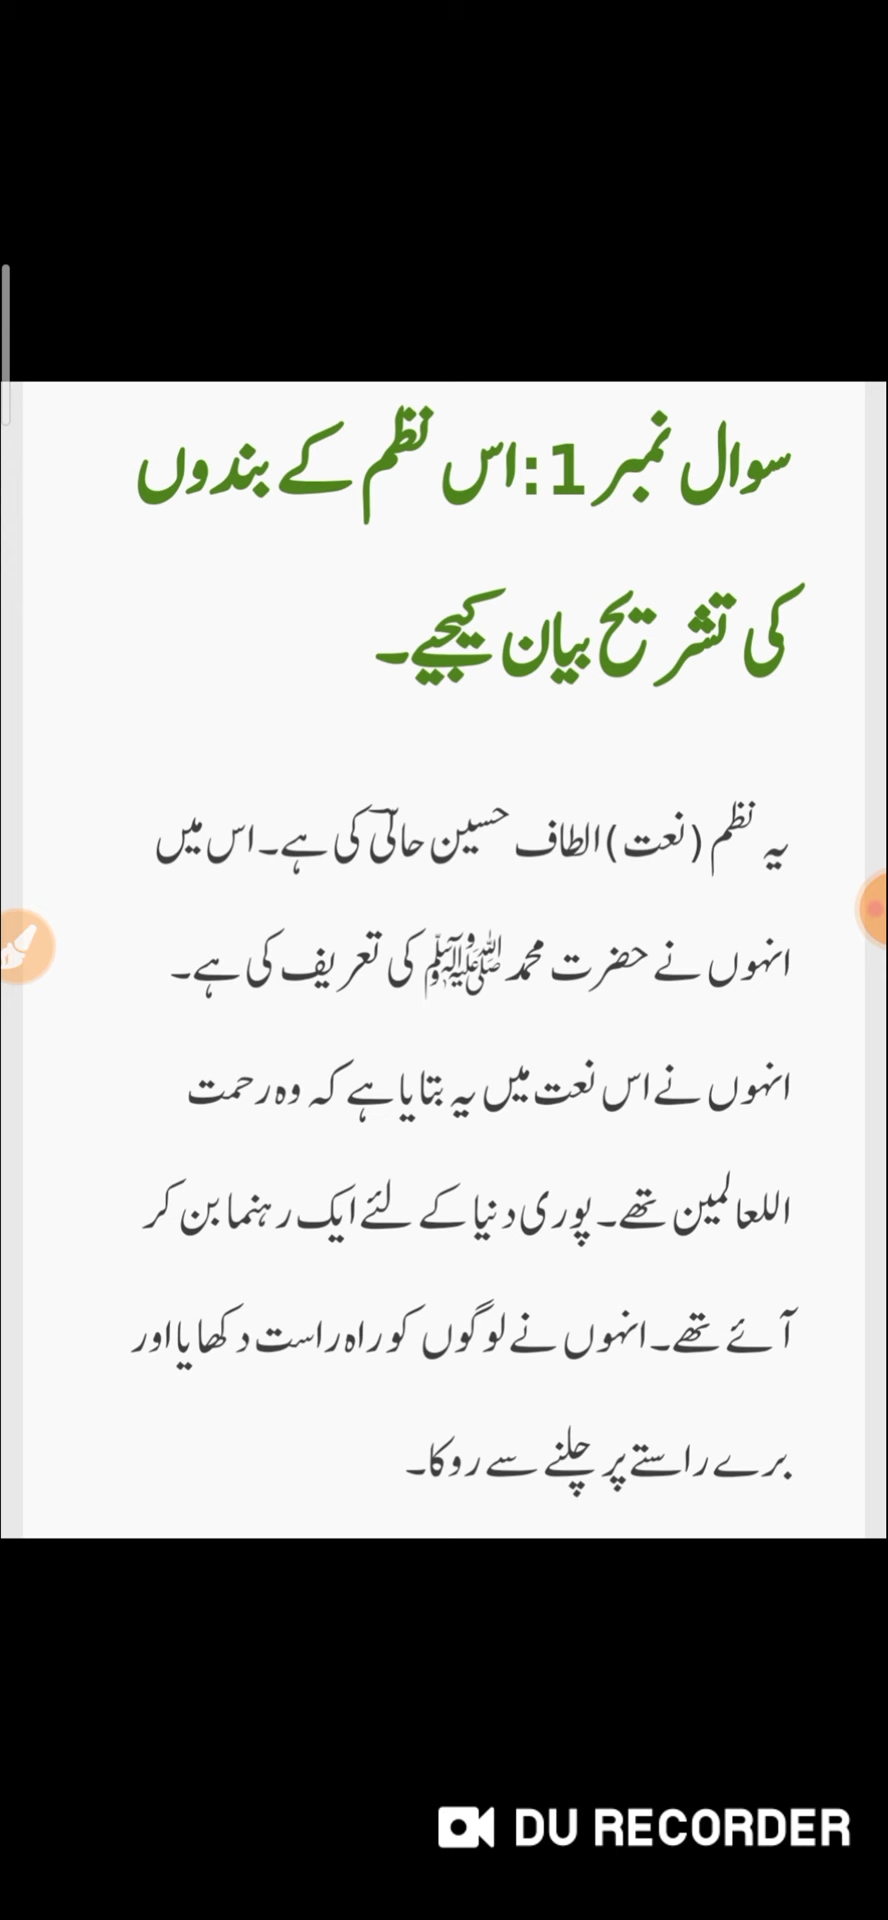 سوال نمبر 1:اس نظم کے بندوں
کی تشریح بیان کیجیے۔
یہ نظم (نعت) الطاف حسین حالیؔ کی ہے۔ اس میں
انہوں نے حضرت محمد ﷺ کی تعریف کی ہے۔
انہوں نے اس نعت میں یہ بتایا ہے کہ وہ رحمت
اللعالمین تھے۔ پوری دنیا کے لئے ایک رہنما بن کر
آئے تھے۔ انہوں نے لوگوں کو راہ راست دکھایا اور
برے راستے پر چلنے سے روکا۔
DU RECORDER